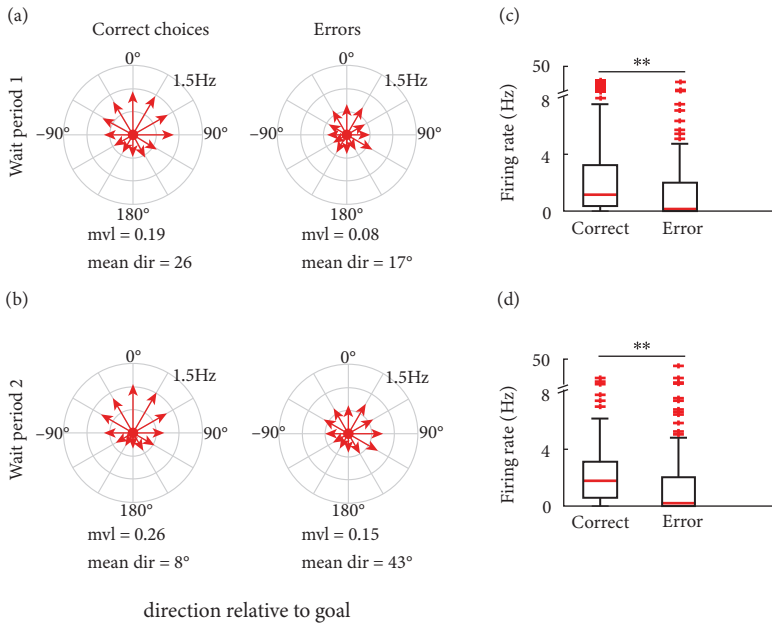 (a)
Correct choices
Errors
Wait period 1
0°
1.5Hz
–90°
90°
180°
mvl = 0.19
mean dir = 26
0°
1.5Hz
–90°
90°
180°
mvl = 0.08
mean dir = 17°
(c)
**
Firing rate (Hz)
50
8
4
0
Correct
Error
(b)
Wait period 2
0°
1.5Hz
–90°
90°
180°
mvl = 0.26
mean dir = 8°
0°
1.5Hz
–90°
90°
180°
mvl = 0.15
mean dir = 43°
direction relative to goal
(d)
**
Firing rate (Hz)
50
8
4
0
Correct
Error